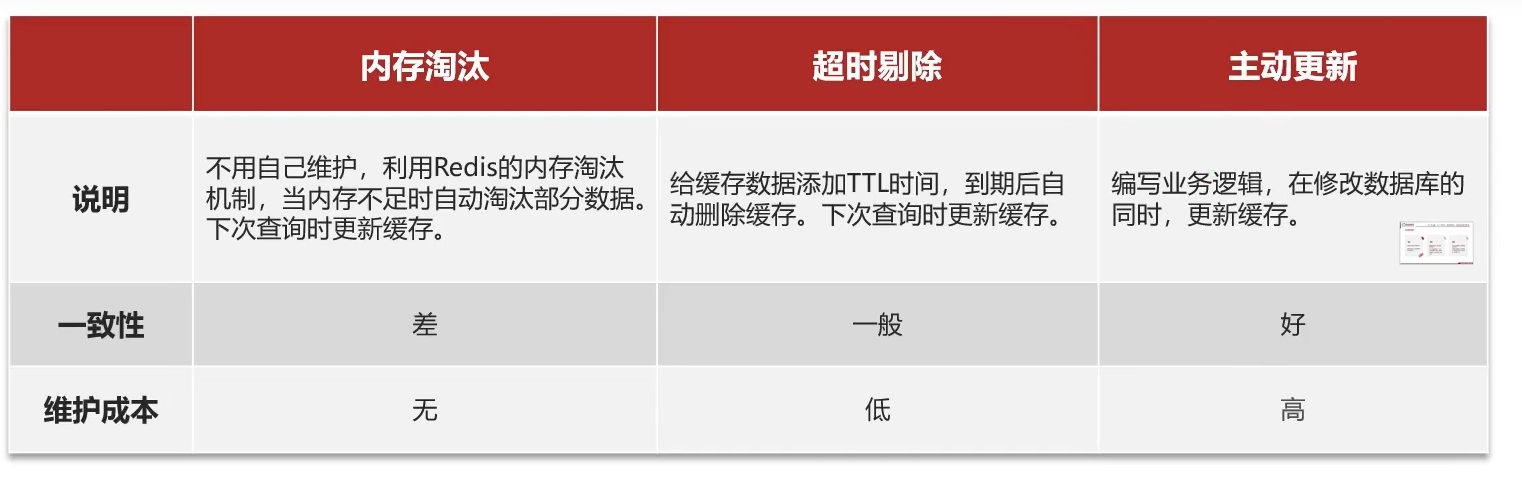 内存淘汰
超时剔除
主动更新
说明
不用自己维护，利用Redis的内存淘汰
机制，当内存不足时自动淘汰部分数据。
下次查询时更新缓存。
给缓存数据添加TTL时间，到期后自
动删除缓存。下次查询时更新缓存。
编写业务逻辑，在修改数据库的
同时，更新缓存。
一致性
差
一般
好
维护成本
无
低
高